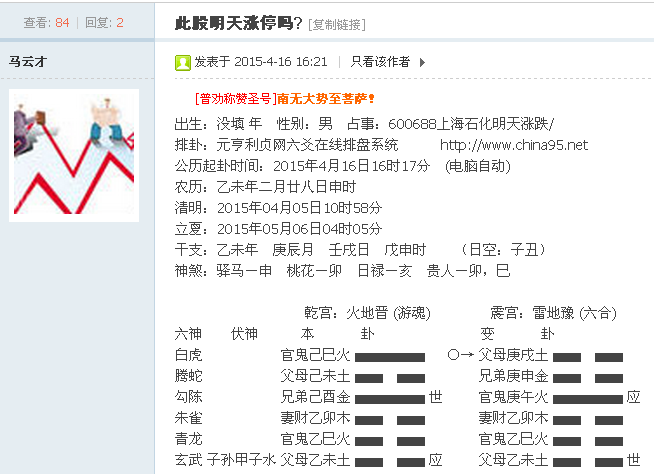 查看: 84 | 回复: 2
此股明天涨停吗? [复制链接]
马云才
发表于 2015-4-16 16:21 | 只看该作者
[普劝称赞圣号]南无大势至菩萨!
出生：没填 年 性别：男 占事：600688上海石化明天涨跌/
排卦：元亨利贞网六爻在线排盘系统 http://www.china95.net
公历起卦时间：2015年4月16日16时17分 (电脑自动)
农历：乙未年二月廿八日申时
清明：2015年04月05日10时58分
立夏：2015年05月06日04时05分
干支：乙未年 庚辰月 壬戌日 戊申时 （日空：子丑）
神煞：驿马—申 桃花—卯 日禄—亥 贵人—卯，巳
乾宫：火地晋 (游魂) 震宫：雷地豫 (六合)
六神 伏神 本 卦 变 卦
白虎 官鬼己巳火 ○→ 父母庚戌土
螣蛇 父母己未土 兄弟庚申金
勾陈 兄弟己酉金 世 官鬼庚午火 应
朱雀 妻财乙卯木 妻财乙卯木
青龙 官鬼乙巳火 官鬼乙巳火
玄武 子孙甲子水 父母乙未土 应 父母乙未土 世